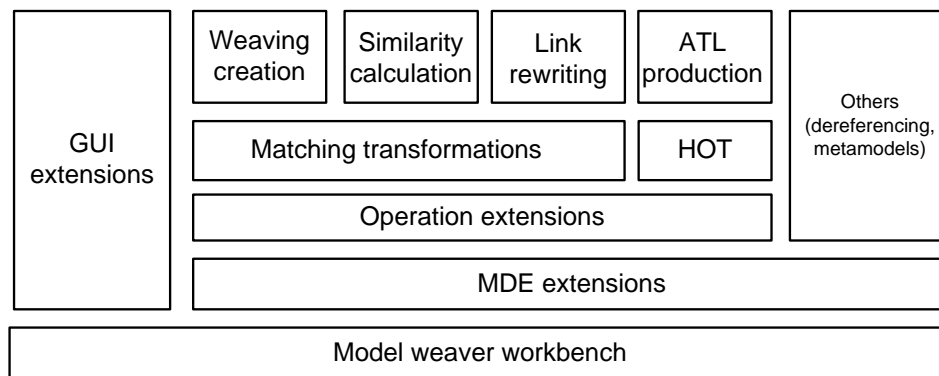 Weaving
creation
Similarity
calculation
Link
rewriting
ATL
production
GUI
extensions
Others
(dereferencing,
metamodels)
Matching transformations
HOT
Operation extensions
MDE extensions
Model weaver workbench